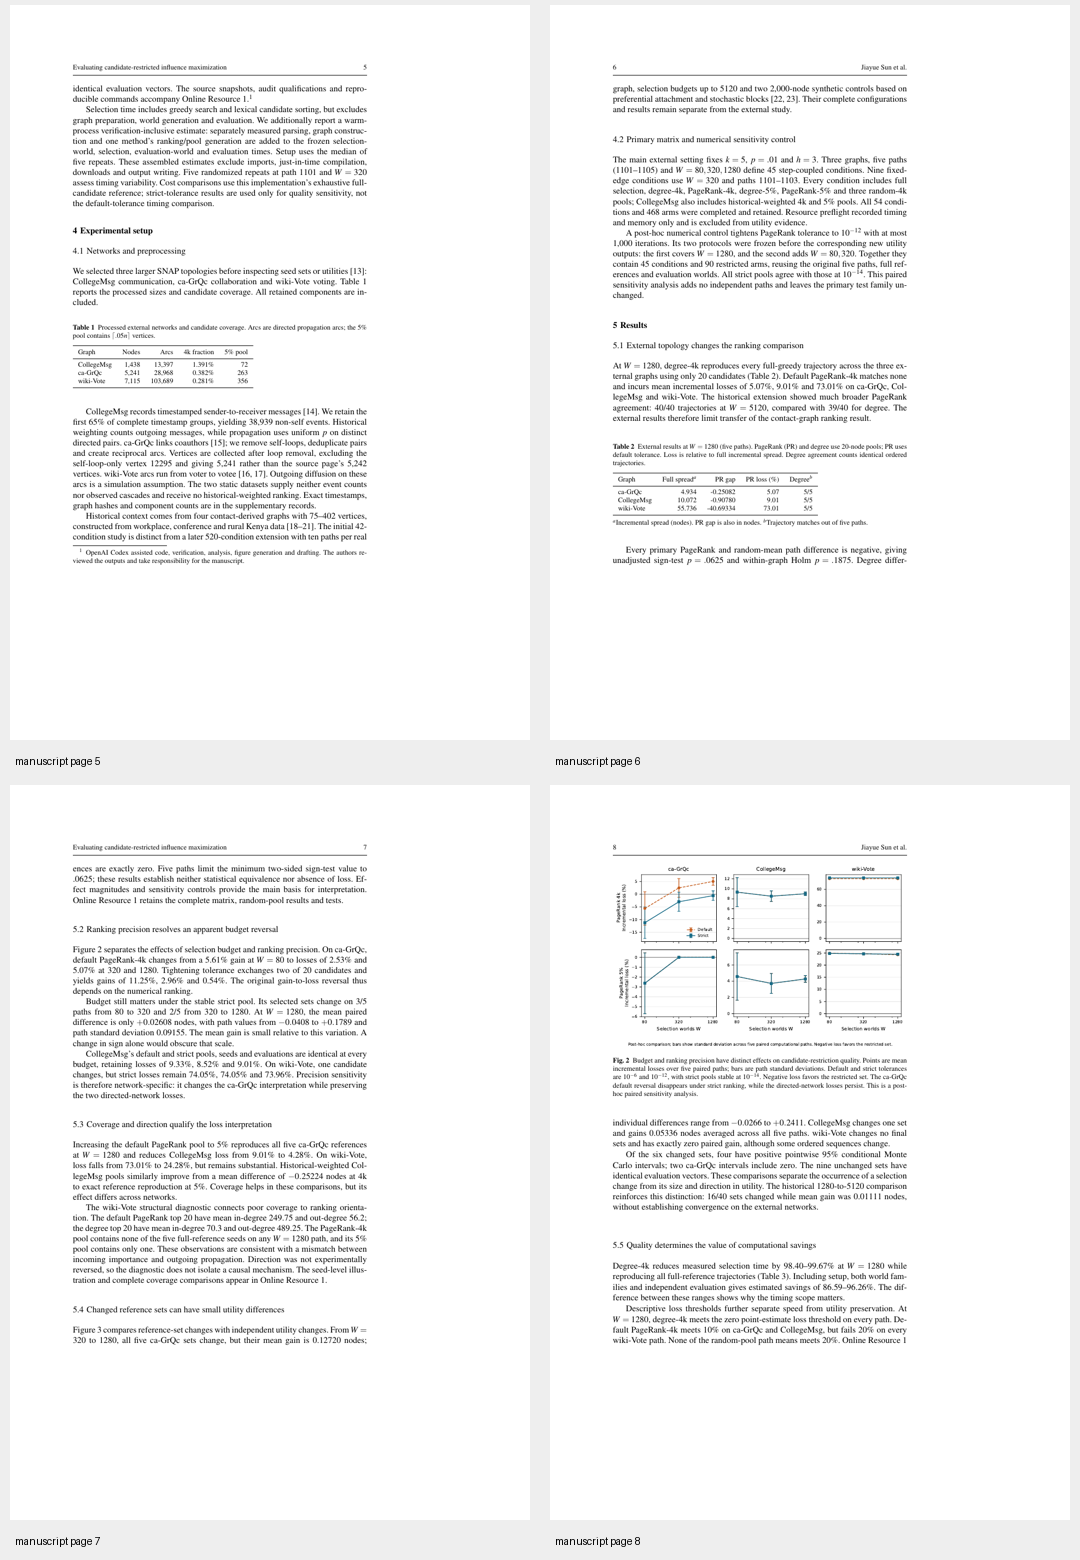 Evaluating candidate-restricted influence maximization 5
identical evaluation vectors. The source snapshots, audit qualifications and repro-
ducible commands accompany Online Resource 1.1
Selection time includes greedy search and lexical candidate sorting, but excludes
graph preparation, world generation and evaluation. We additionally report a warm-
process verification-inclusive estimate: separately measured parsing, graph construc-
tion and one method's ranking/pool generation are added to the frozen selection-
world, selection, evaluation-world and evaluation times. Setup uses the median of
five repeats. These assembled estimates exclude imports, just-in-time compilation,
downloads and output writing. Five randomized repeats at path 1101 and W = 320
assess timing variability. Cost comparisons use this implementation's exhaustive full-
candidate reference; strict-tolerance results are used only for quality sensitivity, not
the default-tolerance timing comparison.
4 Experimental setup
4.1 Networks and preprocessing
We selected three larger SNAP topologies before inspecting seed sets or utilities [13]:
CollegeMsg communication, ca-GrQc collaboration and wiki-Vote voting. Table 1
reports the processed sizes and candidate coverage. All retained components are in-
cluded.
Table 1 Processed external networks and candidate coverage. Arcs are directed propagation arcs; the 5%
pool contains ⌈.05n⌉ vertices.
Graph Nodes Arcs 4k fraction 5% pool
CollegeMsg 1,438 13,397 1.391% 72
ca-GrQc 5,241 28,968 0.382% 263
wiki-Vote 7,115 103,689 0.281% 356
CollegeMsg records timestamped sender-to-receiver messages [14]. We retain the
first 65% of complete timestamp groups, yielding 38,939 non-self events. Historical
weighting counts outgoing messages, while propagation uses uniform p on distinct
directed pairs. ca-GrQc links coauthors [15]; we remove self-loops, deduplicate pairs
and create reciprocal arcs. Vertices are collected after loop removal, excluding the
self-loop-only vertex 12295 and giving 5,241 rather than the source page's 5,242
vertices. wiki-Vote arcs run from voter to votee [16, 17]. Outgoing diffusion on these
arcs is a simulation assumption. The two static datasets supply neither event counts
nor observed cascades and receive no historical-weighted ranking. Exact timestamps,
graph hashes and component counts are in the supplementary records.
Historical context comes from four contact-derived graphs with 75–402 vertices,
constructed from workplace, conference and rural Kenya data [18–21]. The initial 42-
condition study is distinct from a later 520-condition extension with ten paths per real
1 OpenAI Codex assisted code, verification, analysis, figure generation and drafting. The authors re-
viewed the outputs and take responsibility for the manuscript.
manuscript page 5
6 Jiayue Sun et al.
graph, selection budgets up to 5120 and two 2,000-node synthetic controls based on
preferential attachment and stochastic blocks [22, 23]. Their complete configurations
and results remain separate from the external study.
4.2 Primary matrix and numerical sensitivity control
The main external setting fixes k = 5, p = .01 and h = 3. Three graphs, five paths
(1101–1105) and W = 80,320,1280 define 45 step-coupled conditions. Nine fixed-
edge conditions use W = 320 and paths 1101–1103. Every condition includes full
selection, degree-4k, PageRank-4k, degree-5%, PageRank-5% and three random-4k
pools; CollegeMsg also includes historical-weighted 4k and 5% pools. All 54 condi-
tions and 468 arms were completed and retained. Resource preflight recorded timing
and memory only and is excluded from utility evidence.
A post-hoc numerical control tightens PageRank tolerance to 10−12 with at most
1,000 iterations. Its two protocols were frozen before the corresponding new utility
outputs: the first covers W = 1280, and the second adds W = 80,320. Together they
contain 45 conditions and 90 restricted arms, reusing the original five paths, full ref-
erences and evaluation worlds. All strict pools agree with those at 10−14. This paired
sensitivity analysis adds no independent paths and leaves the primary test family un-
changed.
5 Results
5.1 External topology changes the ranking comparison
At W = 1280, degree-4k reproduces every full-greedy trajectory across the three ex-
ternal graphs using only 20 candidates (Table 2). Default PageRank-4k matches none
and incurs mean incremental losses of 5.07%, 9.01% and 73.01% on ca-GrQc, Col-
legeMsg and wiki-Vote. The historical extension showed much broader PageRank
agreement: 40/40 trajectories at W = 5120, compared with 39/40 for degree. The
external results therefore limit transfer of the contact-graph ranking result.
Table 2 External results at W = 1280 (five paths). PageRank (PR) and degree use 20-node pools; PR uses
default tolerance. Loss is relative to full incremental spread. Degree agreement counts identical ordered
trajectories.
Graph Full spreada PR gap PR loss (%) Degreeb
ca-GrQc 4.934 -0.25082 5.07 5/5
CollegeMsg 10.072 -0.90780 9.01 5/5
wiki-Vote 55.736 -40.69334 73.01 5/5
aIncremental spread (nodes). PR gap is also in nodes. bTrajectory matches out of five paths.
Every primary PageRank and random-mean path difference is negative, giving
unadjusted sign-test p = .0625 and within-graph Holm p = .1875. Degree differ-
manuscript page 6
Evaluating candidate-restricted influence maximization 7
ences are exactly zero. Five paths limit the minimum two-sided sign-test value to
.0625; these results establish neither statistical equivalence nor absence of loss. Ef-
fect magnitudes and sensitivity controls provide the main basis for interpretation.
Online Resource 1 retains the complete matrix, random-pool results and tests.
5.2 Ranking precision resolves an apparent budget reversal
Figure 2 separates the effects of selection budget and ranking precision. On ca-GrQc,
default PageRank-4k changes from a 5.61% gain at W = 80 to losses of 2.53% and
5.07% at 320 and 1280. Tightening tolerance exchanges two of 20 candidates and
yields gains of 11.25%, 2.96% and 0.54%. The original gain-to-loss reversal thus
depends on the numerical ranking.
Budget still matters under the stable strict pool. Its selected sets change on 3/5
paths from 80 to 320 and 2/5 from 320 to 1280. At W = 1280, the mean paired
difference is only +0.02608 nodes, with path values from −0.0408 to +0.1789 and
path standard deviation 0.09155. The mean gain is small relative to this variation. A
change in sign alone would obscure that scale.
CollegeMsg's default and strict pools, seeds and evaluations are identical at every
budget, retaining losses of 9.33%, 8.52% and 9.01%. On wiki-Vote, one candidate
changes, but strict losses remain 74.05%, 74.05% and 73.96%. Precision sensitivity
is therefore network-specific: it changes the ca-GrQc interpretation while preserving
the two directed-network losses.
5.3 Coverage and direction qualify the loss interpretation
Increasing the default PageRank pool to 5% reproduces all five ca-GrQc references
at W = 1280 and reduces CollegeMsg loss from 9.01% to 4.28%. On wiki-Vote,
loss falls from 73.01% to 24.28%, but remains substantial. Historical-weighted Col-
legeMsg pools similarly improve from a mean difference of −0.25224 nodes at 4k
to exact reference reproduction at 5%. Coverage helps in these comparisons, but its
effect differs across networks.
The wiki-Vote structural diagnostic connects poor coverage to ranking orienta-
tion. The default PageRank top 20 have mean in-degree 249.75 and out-degree 56.2;
the degree top 20 have mean in-degree 70.3 and out-degree 489.25. The PageRank-4k
pool contains none of the five full-reference seeds on any W = 1280 path, and its 5%
pool contains only one. These observations are consistent with a mismatch between
incoming importance and outgoing propagation. Direction was not experimentally
reversed, so the diagnostic does not isolate a causal mechanism. The seed-level illus-
tration and complete coverage comparisons appear in Online Resource 1.
5.4 Changed reference sets can have small utility differences
Figure 3 compares reference-set changes with independent utility changes. From W =
320 to 1280, all five ca-GrQc sets change, but their mean gain is 0.12720 nodes;
manuscript page 7
8 Jiayue Sun et al.
ca-GrQc CollegeMsg wiki-Vote
PageRank 4k
Incremental loss (%)
5 0 −5 −10 −15
Default
Strict
12 10 8 6 4 2 0
60 40 20 0
PageRank 5%
Incremental loss (%)
0 −1 −2 −3 −4 −5 −6
6 4 2 0
25 20 15 10 5 0
80 320 1280 80 320 1280 80 320 1280
Selection worlds W Selection worlds W Selection worlds W
Post-hoc comparison; bars show standard deviation across five paired computational paths. Negative loss favors the restricted set.
Fig. 2 Budget and ranking precision have distinct effects on candidate-restriction quality. Points are mean
incremental losses over five paired paths; bars are path standard deviations. Default and strict tolerances
are 10−6 and 10−12, with strict pools stable at 10−14. Negative loss favors the restricted set. The ca-GrQc
default reversal disappears under strict ranking, while the directed-network losses persist. This is a post-
hoc paired sensitivity analysis.
individual differences range from −0.0266 to +0.2411. CollegeMsg changes one set
and gains 0.05336 nodes averaged across all five paths. wiki-Vote changes no final
sets and has exactly zero paired gain, although some ordered sequences change.
Of the six changed sets, four have positive pointwise 95% conditional Monte
Carlo intervals; two ca-GrQc intervals include zero. The nine unchanged sets have
identical evaluation vectors. These comparisons separate the occurrence of a selection
change from its size and direction in utility. The historical 1280-to-5120 comparison
reinforces this distinction: 16/40 sets changed while mean gain was 0.01111 nodes,
without establishing convergence on the external networks.
5.5 Quality determines the value of computational savings
Degree-4k reduces measured selection time by 98.40–99.67% at W = 1280 while
reproducing all full-reference trajectories (Table 3). Including setup, both world fam-
ilies and independent evaluation gives estimated savings of 86.59–96.26%. The dif-
ference between these ranges shows why the timing scope matters.
Descriptive loss thresholds further separate speed from utility preservation. At
W = 1280, degree-4k meets the zero point-estimate loss threshold on every path. De-
fault PageRank-4k meets 10% on ca-GrQc and CollegeMsg, but fails 20% on every
wiki-Vote path. None of the random-pool path means meets 20%. Online Resource 1
manuscript page 8